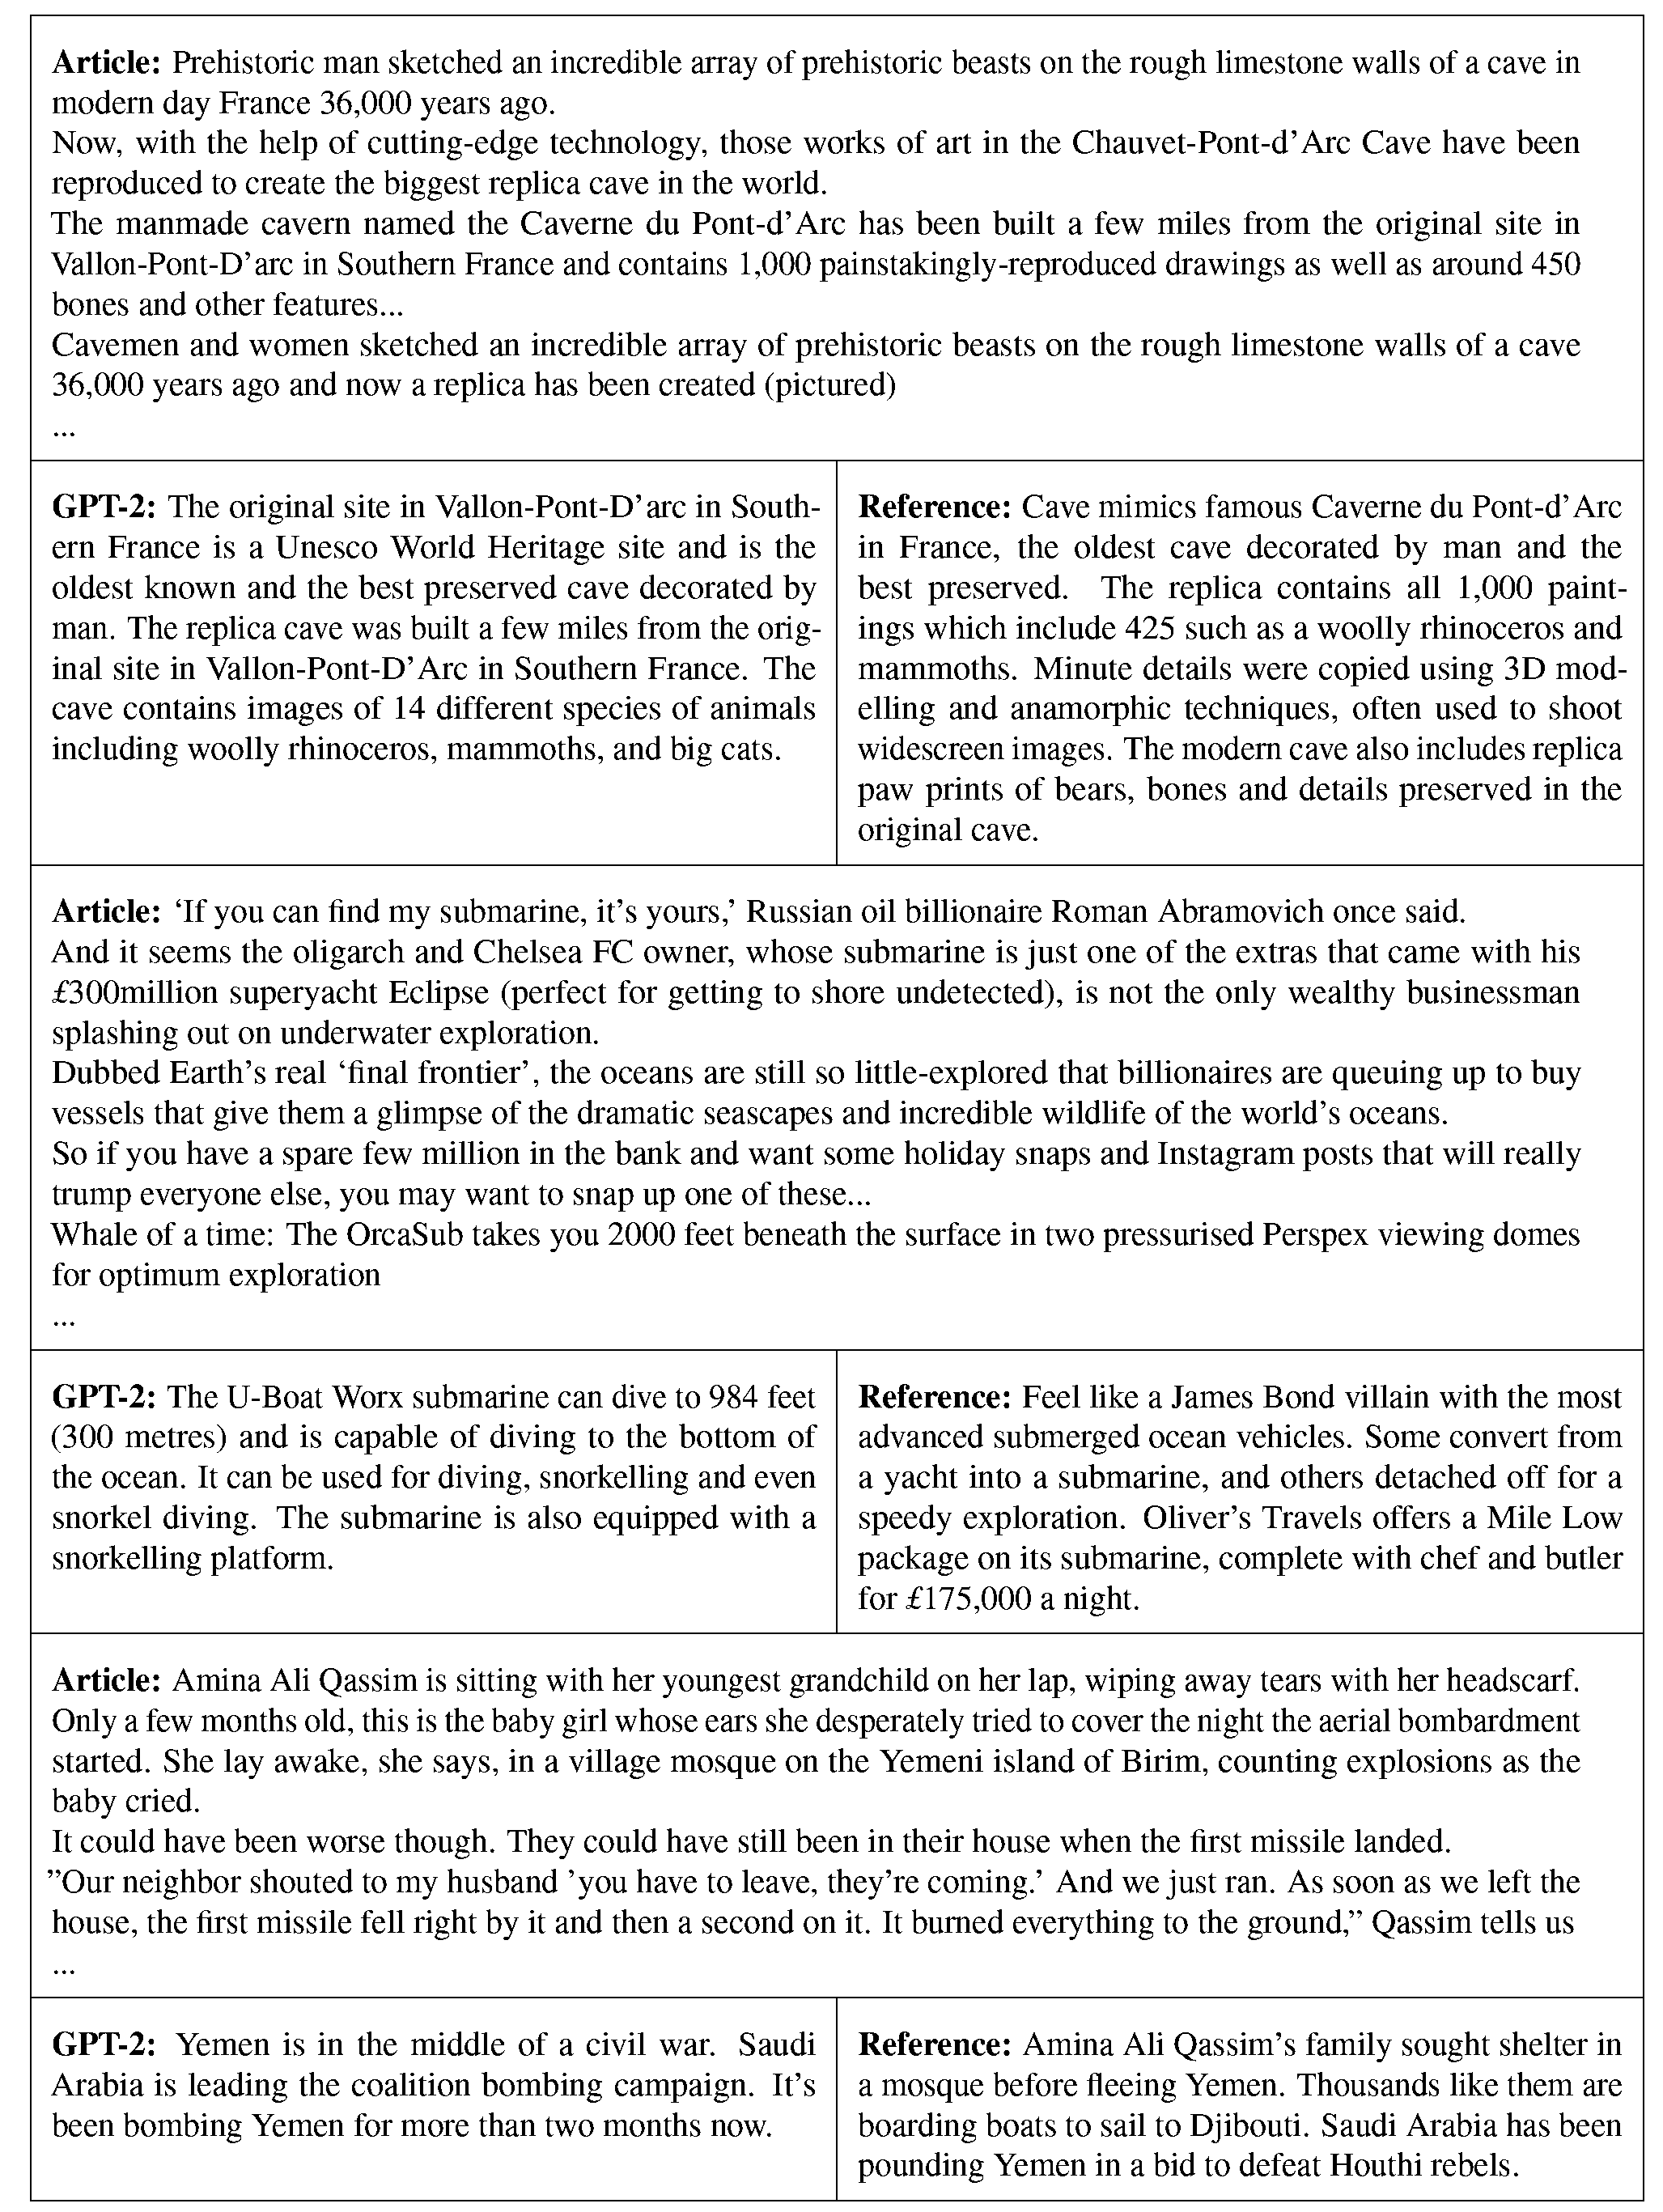 Article: Prehistoric man sketched an incredible array of prehistoric beasts on the rough limestone walls of a cave in
modern day France 36,000 years ago.
Now, with the help of cutting-edge technology, those works of art in the Chauvet-Pont-d'Arc Cave have been
reproduced to create the biggest replica cave in the world.
The manmade cavern named the Caverne du Pont-d'Arc has been built a few miles from the original site in
Vallon-Pont-D'arc in Southern France and contains 1,000 painstakingly-reproduced drawings as well as around 450
bones and other features...
Cavemen and women sketched an incredible array of prehistoric beasts on the rough limestone walls of a cave
36,000 years ago and now a replica has been created (pictured)
...
GPT-2: The original site in Vallon-Pont-D'arc in South-
ern France is a Unesco World Heritage site and is the
oldest known and the best preserved cave decorated by
man. The replica cave was built a few miles from the orig-
inal site in Vallon-Pont-D'Arc in Southern France. The
cave contains images of 14 different species of animals
including woolly rhinoceros, mammoths, and big cats.
Reference: Cave mimics famous Caverne du Pont-d'Arc
in France, the oldest cave decorated by man and the
best preserved. The replica contains all 1,000 paint-
ings which include 425 such as a woolly rhinoceros and
mammoths. Minute details were copied using 3D mod-
elling and anamorphic techniques, often used to shoot
widescreen images. The modern cave also includes replica
paw prints of bears, bones and details preserved in the
original cave.
Article: ‘If you can find my submarine, it's yours,’ Russian oil billionaire Roman Abramovich once said.
And it seems the oligarch and Chelsea FC owner, whose submarine is just one of the extras that came with his
£300million superyacht Eclipse (perfect for getting to shore undetected), is not the only wealthy businessman
splashing out on underwater exploration.
Dubbed Earth's real ‘final frontier’, the oceans are still so little-explored that billionaires are queuing up to buy
vessels that give them a glimpse of the dramatic seascapes and incredible wildlife of the world's oceans.
So if you have a spare few million in the bank and want some holiday snaps and Instagram posts that will really
trump everyone else, you may want to snap up one of these...
Whale of a time: The OrcaSub takes you 2000 feet beneath the surface in two pressurised Perspex viewing domes
for optimum exploration
...
GPT-2: The U-Boat Worx submarine can dive to 984 feet
(300 metres) and is capable of diving to the bottom of
the ocean. It can be used for diving, snorkelling and even
snorkel diving. The submarine is also equipped with a
snorkelling platform.
Reference: Feel like a James Bond villain with the most
advanced submerged ocean vehicles. Some convert from
a yacht into a submarine, and others detached off for a
speedy exploration. Oliver's Travels offers a Mile Low
package on its submarine, complete with chef and butler
for £175,000 a night.
Article: Amina Ali Qassim is sitting with her youngest grandchild on her lap, wiping away tears with her headscarf.
Only a few months old, this is the baby girl whose ears she desperately tried to cover the night the aerial bombardment
started. She lay awake, she says, in a village mosque on the Yemeni island of Birim, counting explosions as the
baby cried.
It could have been worse though. They could have still been in their house when the first missile landed.
”Our neighbor shouted to my husband ’you have to leave, they're coming.’ And we just ran. As soon as we left the
house, the first missile fell right by it and then a second on it. It burned everything to the ground,” Qassim tells us
...
GPT-2: Yemen is in the middle of a civil war. Saudi
Arabia is leading the coalition bombing campaign. It's
been bombing Yemen for more than two months now.
Reference: Amina Ali Qassim's family sought shelter in
a mosque before fleeing Yemen. Thousands like them are
boarding boats to sail to Djibouti. Saudi Arabia has been
pounding Yemen in a bid to defeat Houthi rebels.